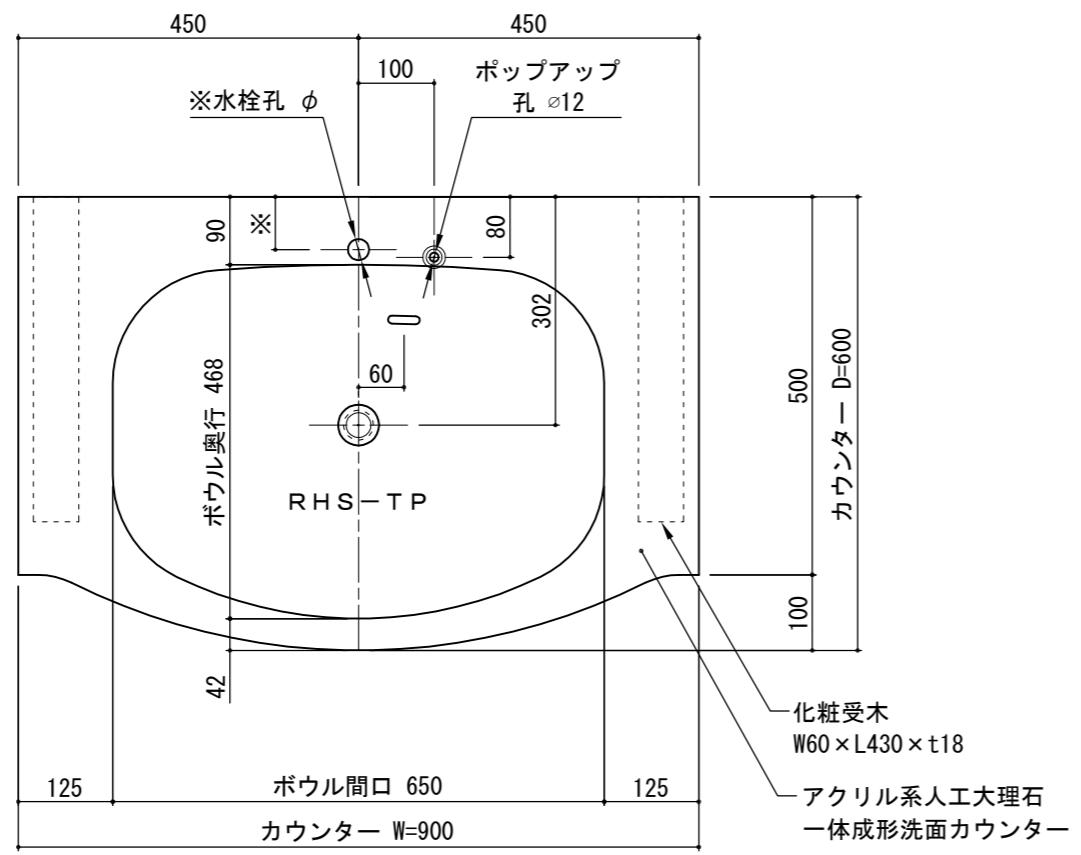 450
450
100
ポップアップ
孔 ⌀12
※水栓孔 φ
90
※
80
302
60
ボウル奥行 468
500
カウンター D=600
RHS-TP
100
42
化粧受木
W60×L430×t18
125
ボウル間口 650
125
アクリル系人工大理石
一体成形洗面カウンター
カウンター W=900